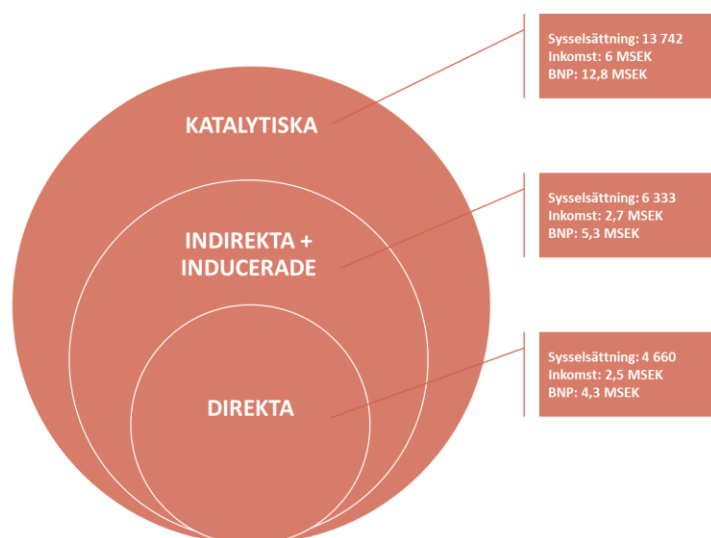 Sysselsättning: 13 742
Inkomst: 6 MSEK
BNP: 12,8 MSEK
KATALYTISKA
Sysselsättning: 6 333
Inkomst: 2,7 MSEK
BNP: 5,3 MSEK
INDIREKTA +
INDUCERADE
Sysselsättning: 4 660
Inkomst: 2,5 MSEK
BNP: 4,3 MSEK
DIREKTA